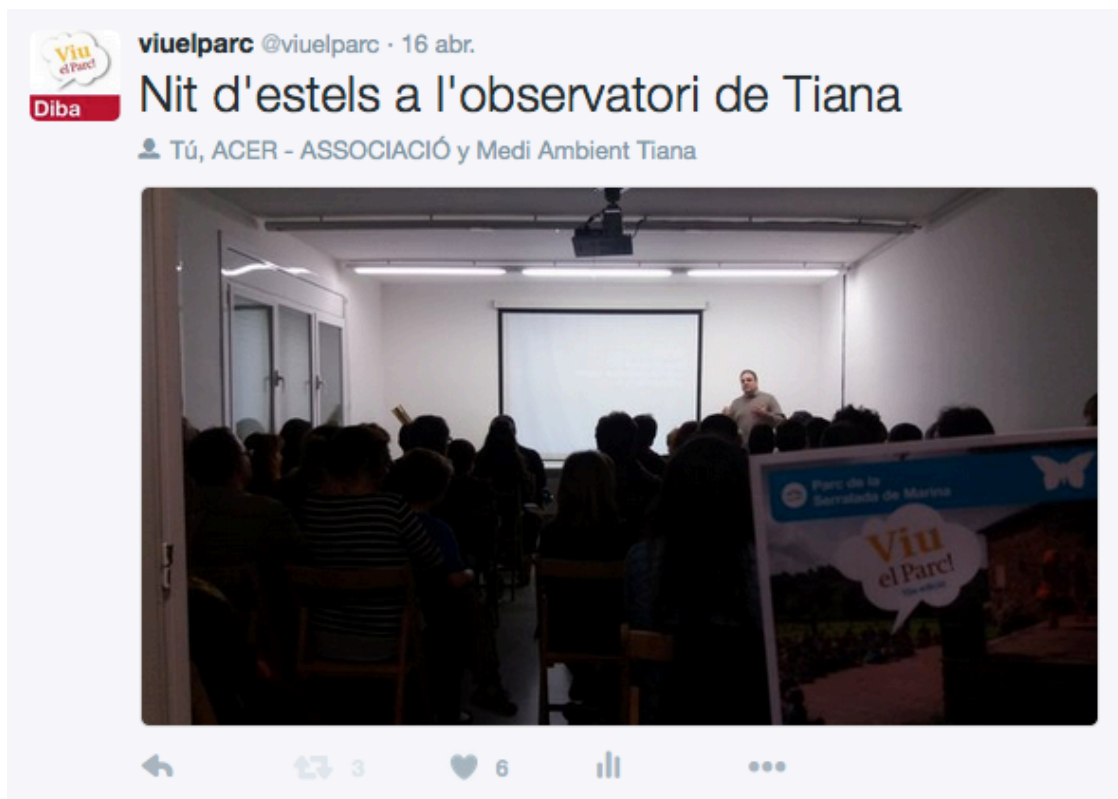 Viu
el Parc!
Diba
viuelparc @viuelparc · 16 abr.
Nit d'estels a l'observatori de Tiana
Tú, ACER - ASSOCIACIÓ y Medi Ambient Tiana
Parc de la
Serralada de Marina
Viu
el Parc!
3
6